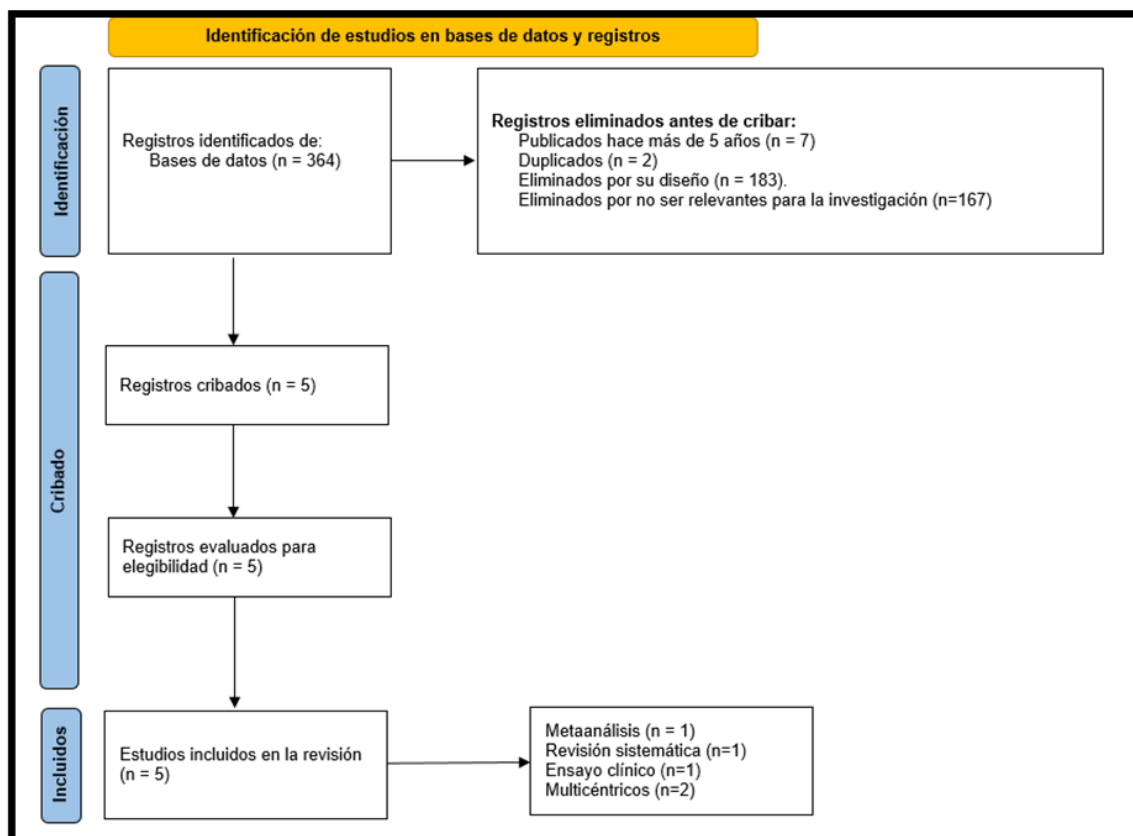 Identificación de estudios en bases de datos y registros
Identificación
Registros identificados de:
Bases de datos (n = 364)
Registros eliminados antes de cribar:
Publicados hace más de 5 años (n = 7)
Duplicados (n = 2)
Eliminados por su diseño (n = 183).
Eliminados por no ser relevantes para la investigación (n=167)
Cribado
Registros cribados (n = 5)
Registros evaluados para
elegibilidad (n = 5)
Incluidos
Estudios incluidos en la revisión
(n = 5)
Metaanálisis (n = 1)
Revisión sistemática (n=1)
Ensayo clínico (n=1)
Multicéntricos (n=2)